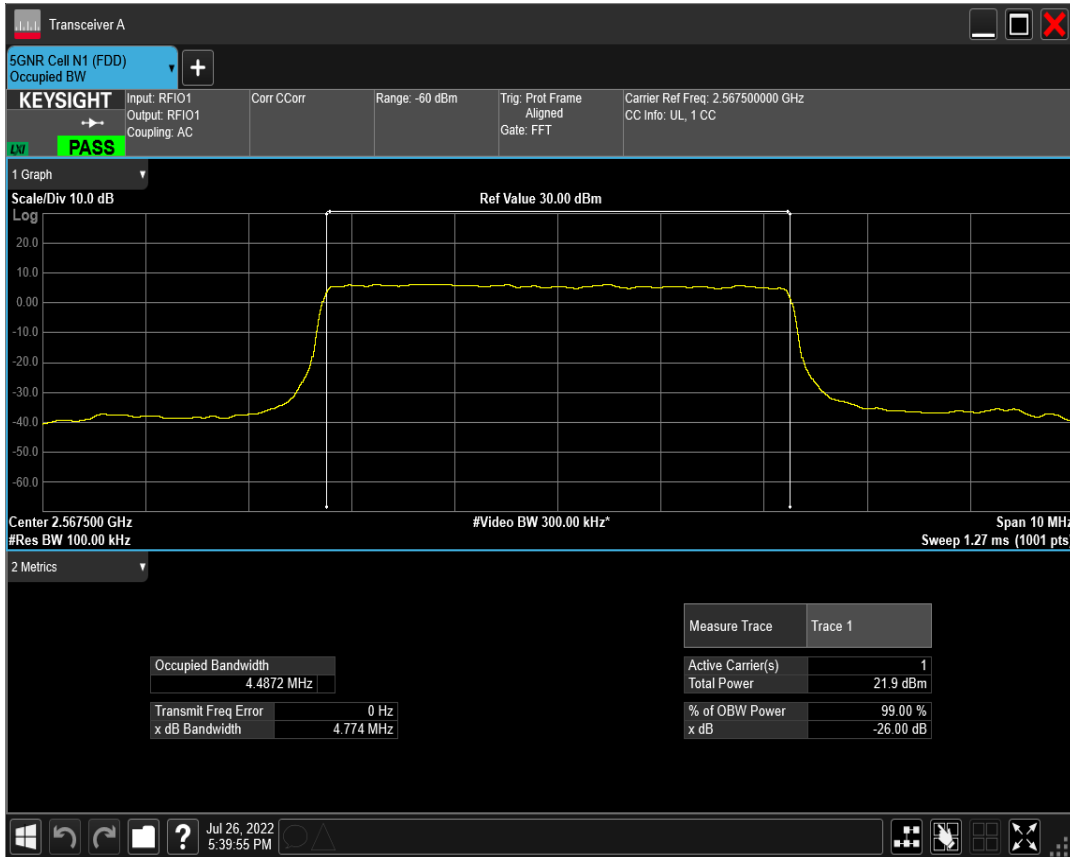 Transceiver A
5GNR Cell N1 (FDD)
Occupied BW
+
KEYSIGHT
LXI
PASS
Input: RFIO1
Output: RFIO1
Coupling: AC
Corr CCorr
Range: -60 dBm
Trig: Prot Frame
Aligned
Gate: FFT
Carrier Ref Freq: 2.567500000 GHz
CC Info: UL, 1 CC
1 Graph
Scale/Div 10.0 dB
Ref Value 30.00 dBm
Log
20.0
10.0
0.00
-10.0
-20.0
-30.0
-40.0
-50.0
-60.0
Center 2.567500 GHz
#Video BW 300.00 kHz*
Span 10 MHz
#Res BW 100.00 kHz
Sweep 1.27 ms (1001 pts)
2 Metrics
Measure Trace Trace 1
Occupied Bandwidth
4.4872 MHz
Active Carrier(s) 1
Total Power 21.9 dBm
Transmit Freq Error 0 Hz
x dB Bandwidth 4.774 MHz
% of OBW Power 99.00 %
x dB -26.00 dB
?
Jul 26, 2022
5:39:55 PM